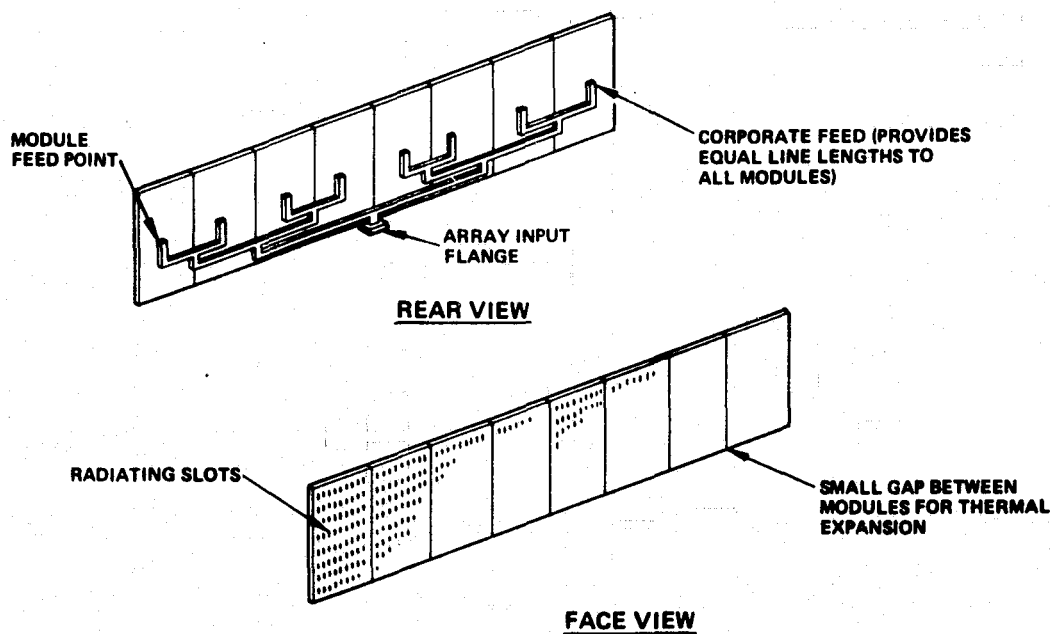 MODULE
FEED POINT
CORPORATE FEED (PROVIDES
EQUAL LINE LENGTHS TO
ALL MODULES)
ARRAY INPUT
FLANGE
REAR VIEW
RADIATING SLOTS
SMALL GAP BETWEEN
MODULES FOR THERMAL
EXPANSION
FACE VIEW